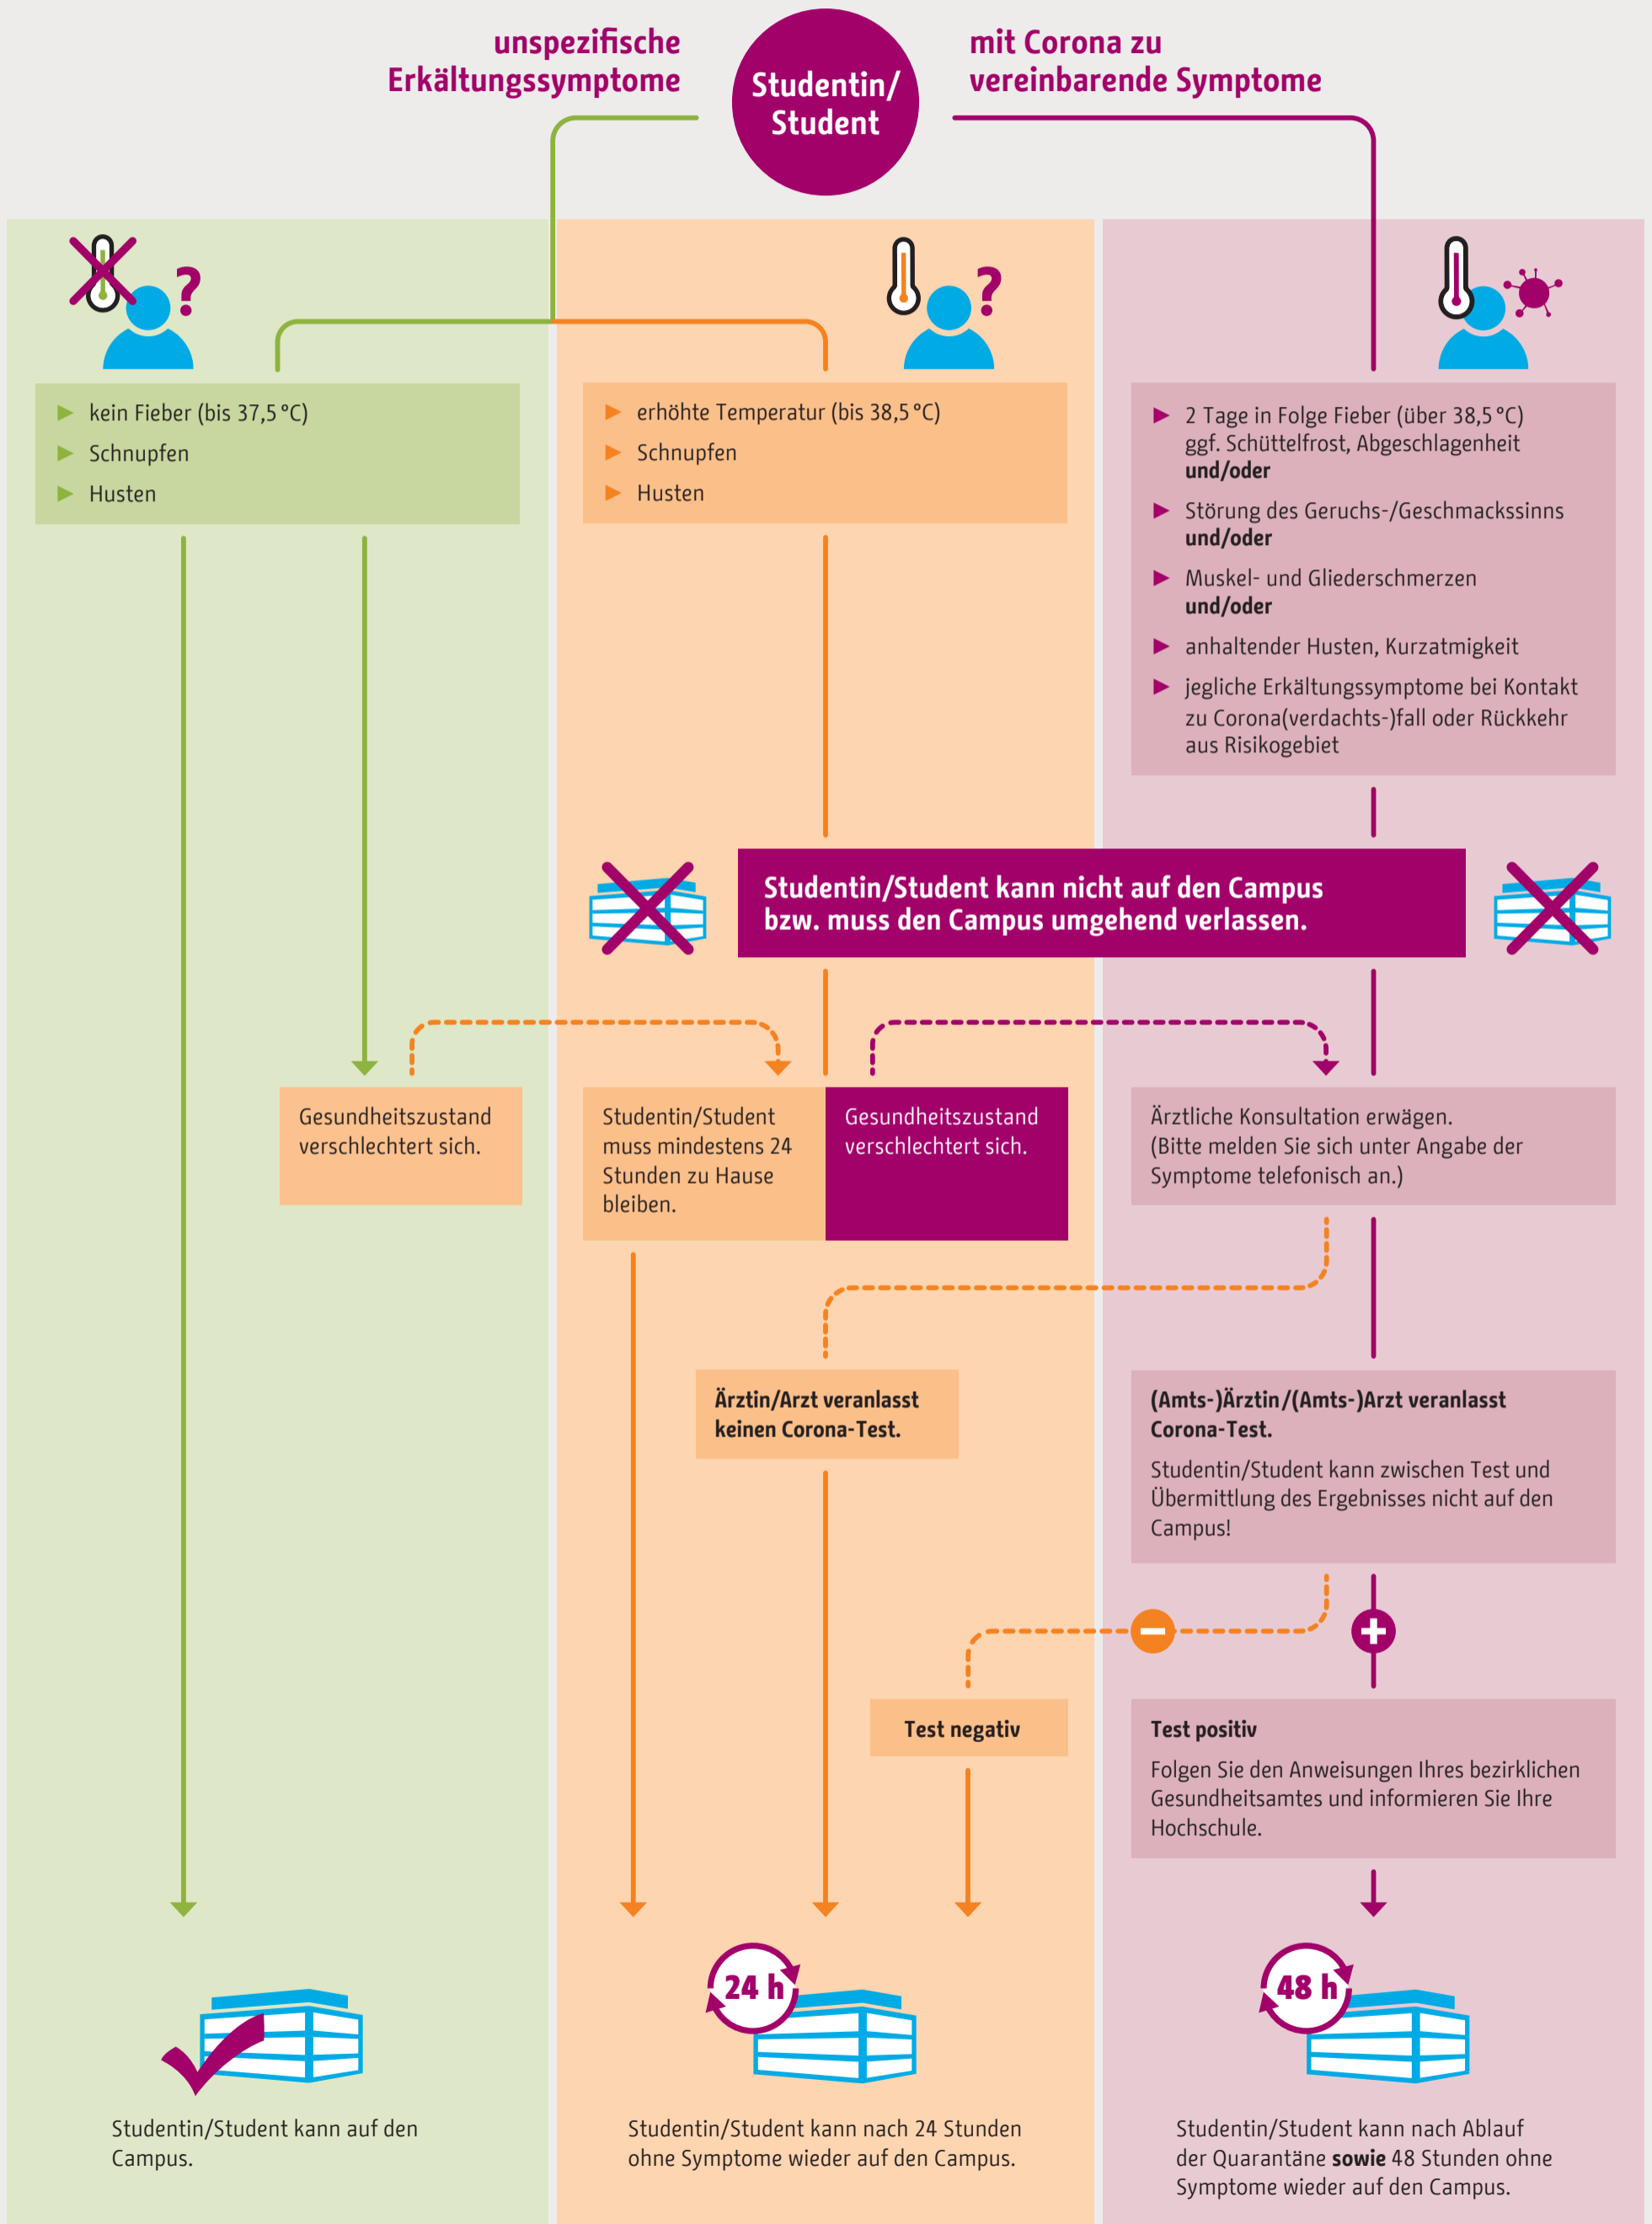 unspezifische
Erkältungssymptome
Studentin/
Student
mit Corona zu
vereinbarende Symptome
?
?
kein Fieber (bis 37,5 °C)
Schnupfen
Husten
erhöhte Temperatur (bis 38,5 °C)
Schnupfen
Husten
2 Tage in Folge Fieber (über 38,5 °C)
ggf. Schüttelfrost, Abgeschlagenheit
und/oder
Störung des Geruchs-/Geschmackssinns
und/oder
Muskel- und Gliederschmerzen
und/oder
anhaltender Husten, Kurzatmigkeit
jegliche Erkältungssymptome bei Kontakt
zu Corona(verdachts-)fall oder Rückkehr
aus Risikogebiet
Studentin/Student kann nicht auf den Campus
bzw. muss den Campus umgehend verlassen.
Gesundheitszustand
verschlechtert sich.
Studentin/Student
muss mindestens 24
Stunden zu Hause
bleiben.
Gesundheitszustand
verschlechtert sich.
Ärztliche Konsultation erwägen.
(Bitte melden Sie sich unter Angabe der
Symptome telefonisch an.)
Ärztin/Arzt veranlasst
keinen Corona-Test.
(Amts-)Ärztin/(Amts-)Arzt veranlasst
Corona-Test.
Studentin/Student kann zwischen Test und
Übermittlung des Ergebnisses nicht auf den
Campus!
Test negativ
Test positiv
Folgen Sie den Anweisungen Ihres bezirklichen
Gesundheitsamtes und informieren Sie Ihre
Hochschule.
24 h
48 h
Studentin/Student kann auf den
Campus.
Studentin/Student kann nach 24 Stunden
ohne Symptome wieder auf den Campus.
Studentin/Student kann nach Ablauf
der Quarantäne sowie 48 Stunden ohne
Symptome wieder auf den Campus.